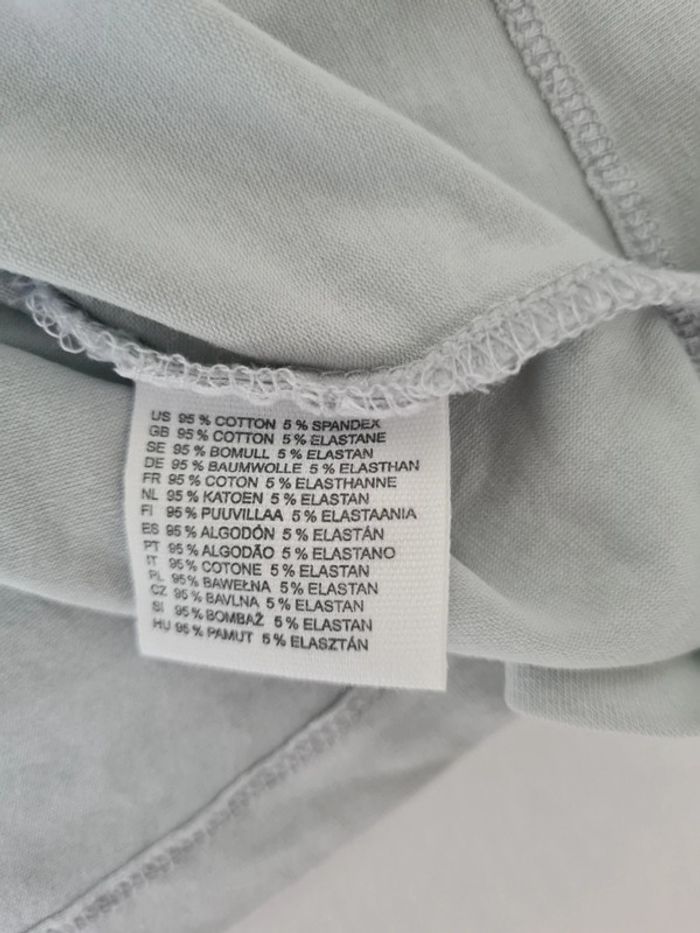 US 95 % COTTON 5 % SPANDEX
GB 95 % COTTON 5 % ELASTANE
SE 95 % BOMULL 5 % ELASTAN
DE 95 % BAUMWOLLE 5 % ELASTHAN
FR 95 % COTON 5 % ELASTHANNE
NL 95 % KATOEN 5 % ELASTAN
FI 95 % PUUVILLAA 5 % ELASTAANIA
ES 95 % ALGODÓN 5 % ELASTÁN
PT 95 % ALGODÃO 5 % ELASTANO
IT 95 % COTONE 5 % ELASTAN
PL 95 % BAWEŁNA 5 % ELASTAN
CZ 95 % BAVLNA 5 % ELASTAN
SI 95 % BOMBAŽ 5 % ELASTAN
HU 95 % PAMUT 5 % ELASZTÁN